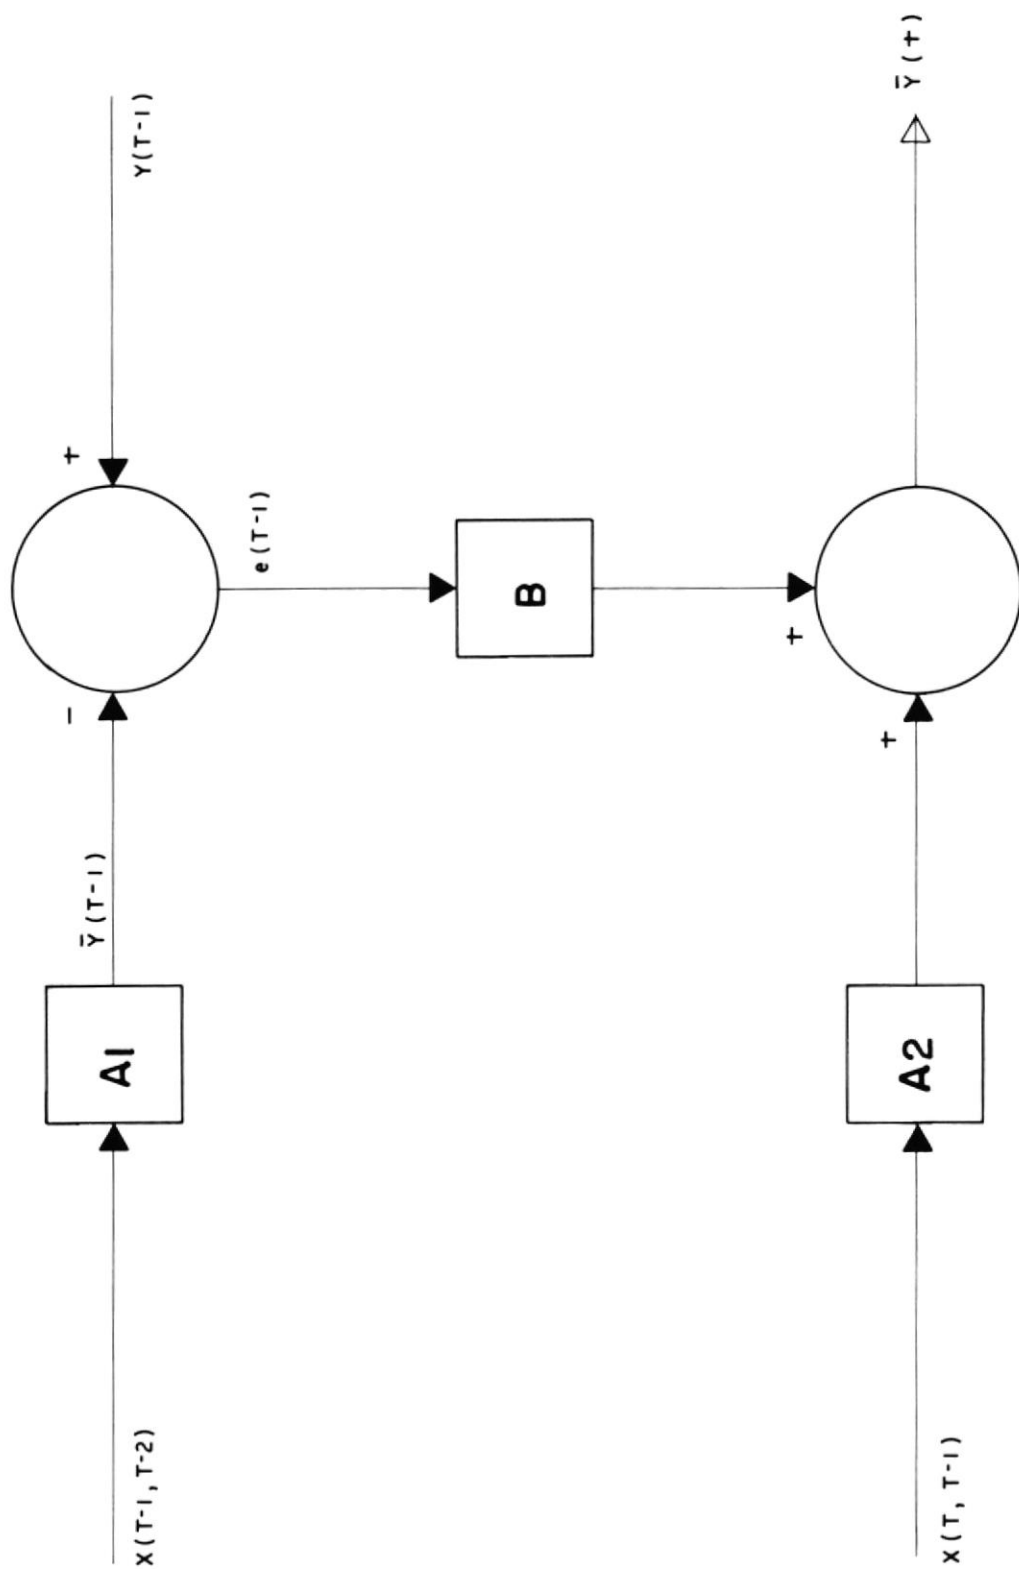 X(T-1, T-2)
A1
Ȳ(T-1)
-
+
Y(T-1)
e(T-1)
B
+
X(T, T-1)
A2
+
Ȳ(+)